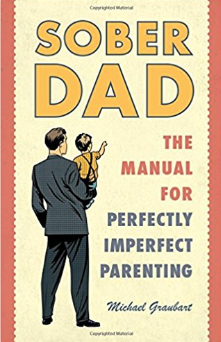 SOBER
DAD
THE
MANUAL
FOR
PERFECTLY
IMPERFECT
PARENTING
Michael Graubart